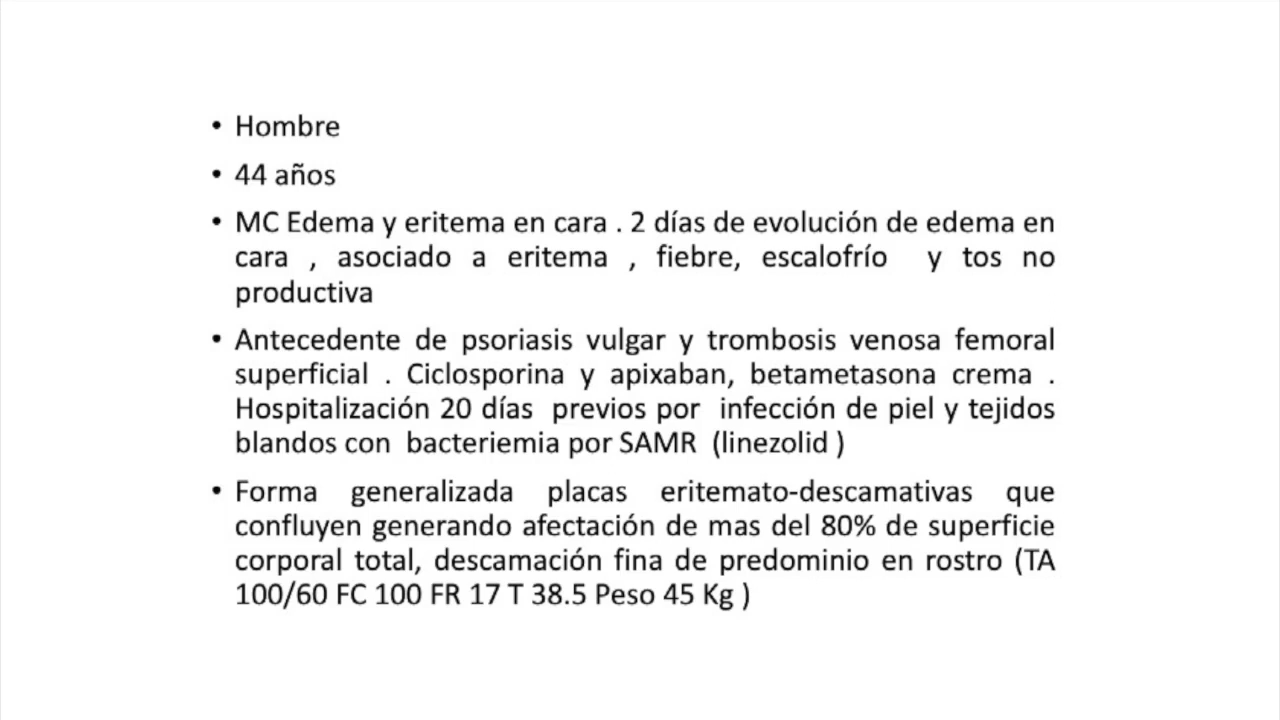 • Hombre
• 44 años
• MC Edema y eritema en cara . 2 días de evolución de edema en
cara , asociado a eritema , fiebre, escalofrío y tos no
productiva
• Antecedente de psoriasis vulgar y trombosis venosa femoral
superficial . Ciclosporina y apixaban, betametasona crema .
Hospitalización 20 días previos por infección de piel y tejidos
blandos con bacteriemia por SAMR (linezolid )
• Forma generalizada placas eritemato-descamativas que
confluyen generando afectación de mas del 80% de superficie
corporal total, descamación fina de predominio en rostro (TA
100/60 FC 100 FR 17 T 38.5 Peso 45 Kg )